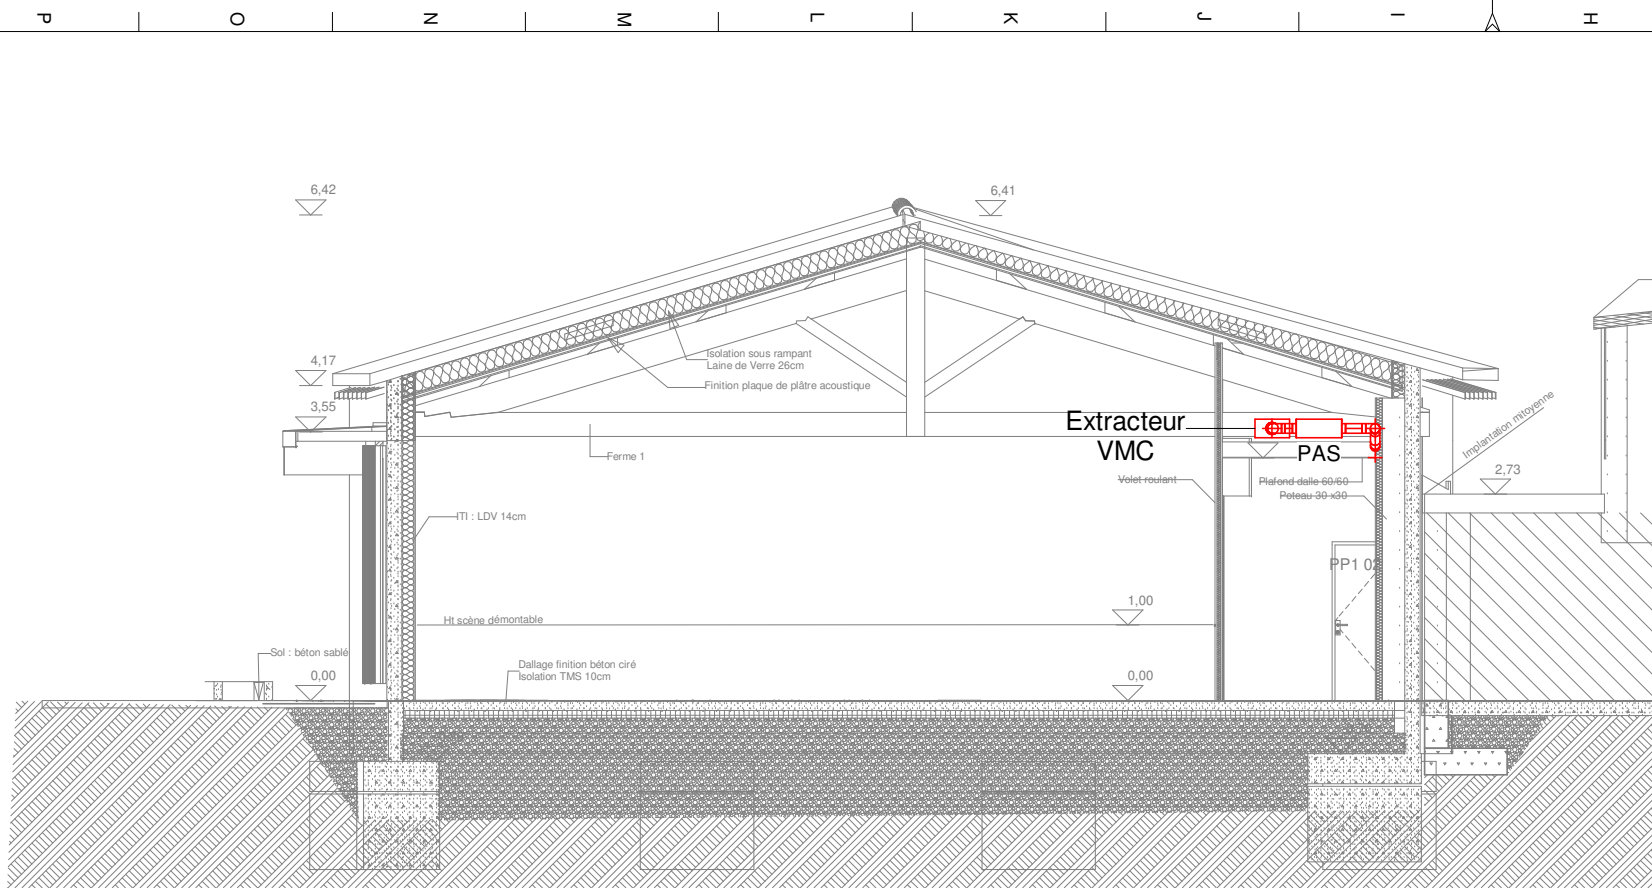 P
O
N
M
L
K
J
I
H
6,42
6,41
4,17
3,55
Isolation sous rampant
Laine de Verre 26cm
Finition plaque de plâtre acoustique
Extracteur
VMC
PAS
Implantation mitoyenne
Ferme 1
Volet roulant
Plafond dalle 60/60
Poteau 30 x30
2,73
ITI : LDV 14cm
PP1 02
Ht scène démontable
1,00
Sol : béton sablé
0,00
Dallage finition béton ciré
Isolation TMS 10cm
0,00